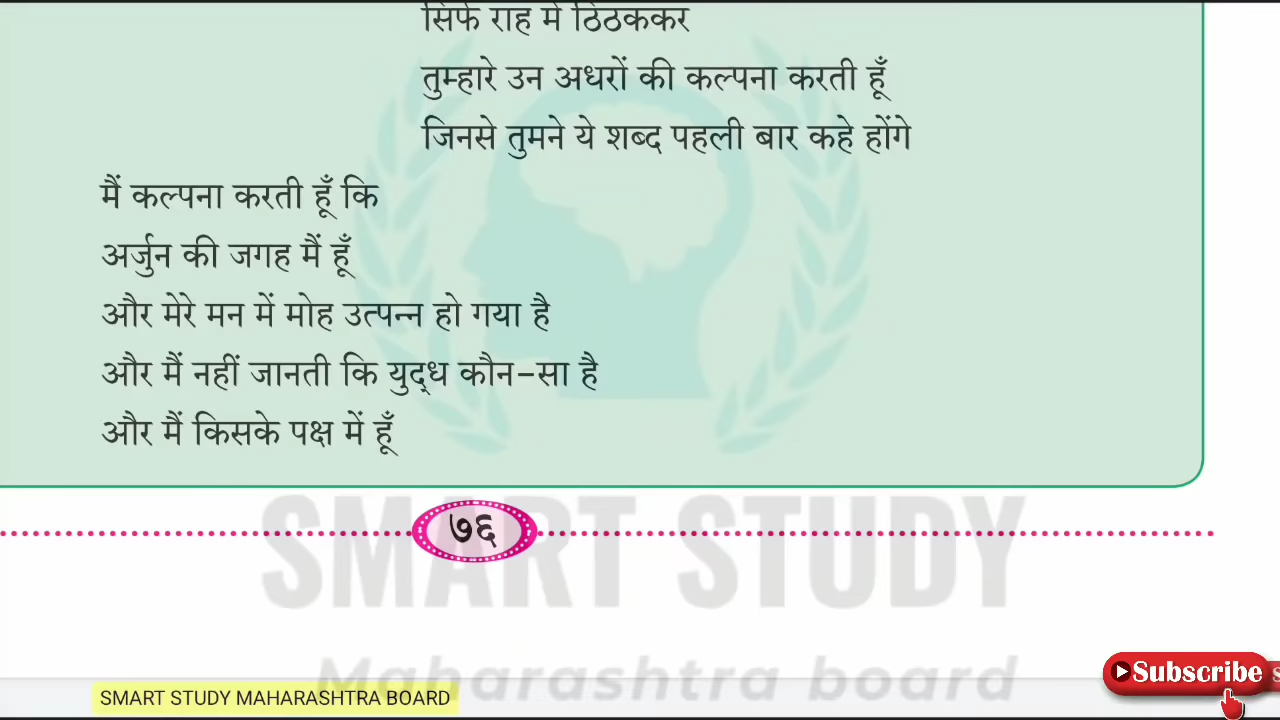 सिर्फ राह में ठिठककर
तुम्हारे उन अधरों की कल्पना करती हूँ
जिनसे तुमने ये शब्द पहली बार कहे होंगे
मैं कल्पना करती हूँ कि
अर्जुन की जगह मैं हूँ
और मेरे मन में मोह उत्पन्न हो गया है
और मैं नहीं जानती कि युद्ध कौन-सा है
और मैं किसके पक्ष में हूँ
७६
SMART STUDY
Maharashtra board
SMART STUDY MAHARASHTRA BOARD
Subscribe